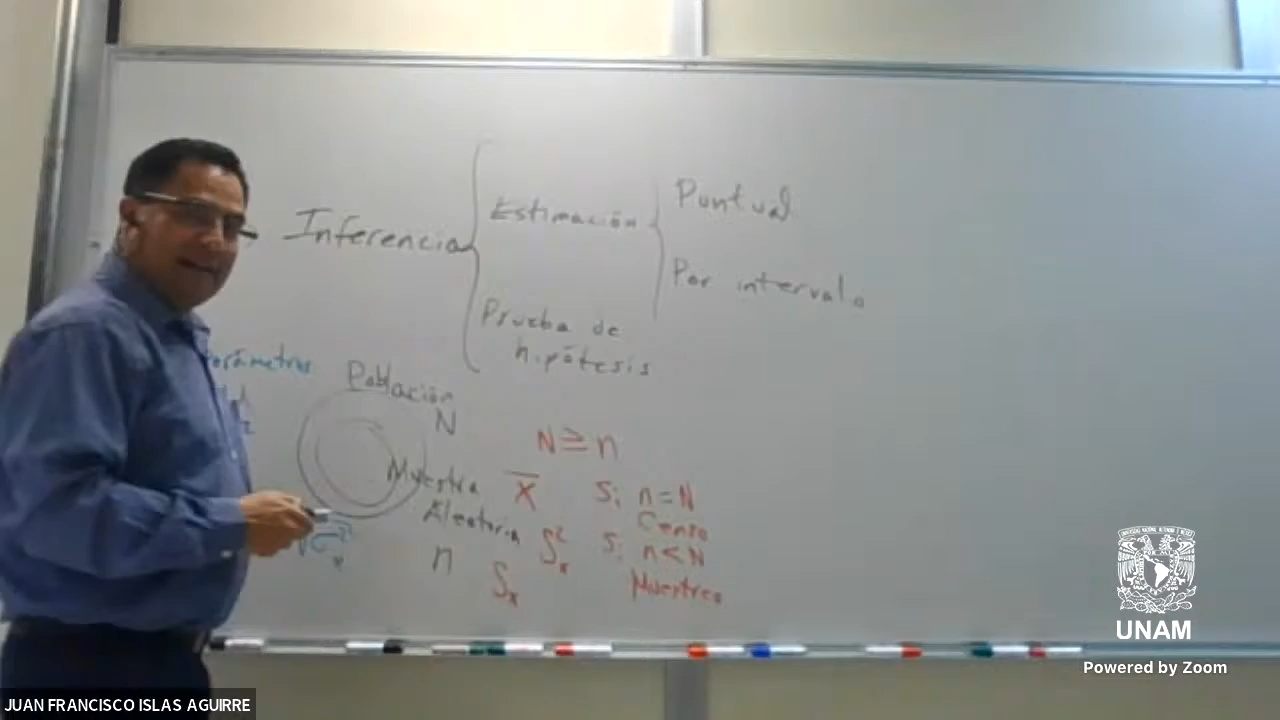 Inferencia
Estimación
Puntual
Por intervalo
Prueba de
hipótesis
Población
N
N ≥ n
Muestra
Aleatoria
n
X̄
S²ₓ
Sₓ
Si n = N
Censo
Si n < N
Muestreo
UNAM
Powered by Zoom
JUAN FRANCISCO ISLAS AGUIRRE